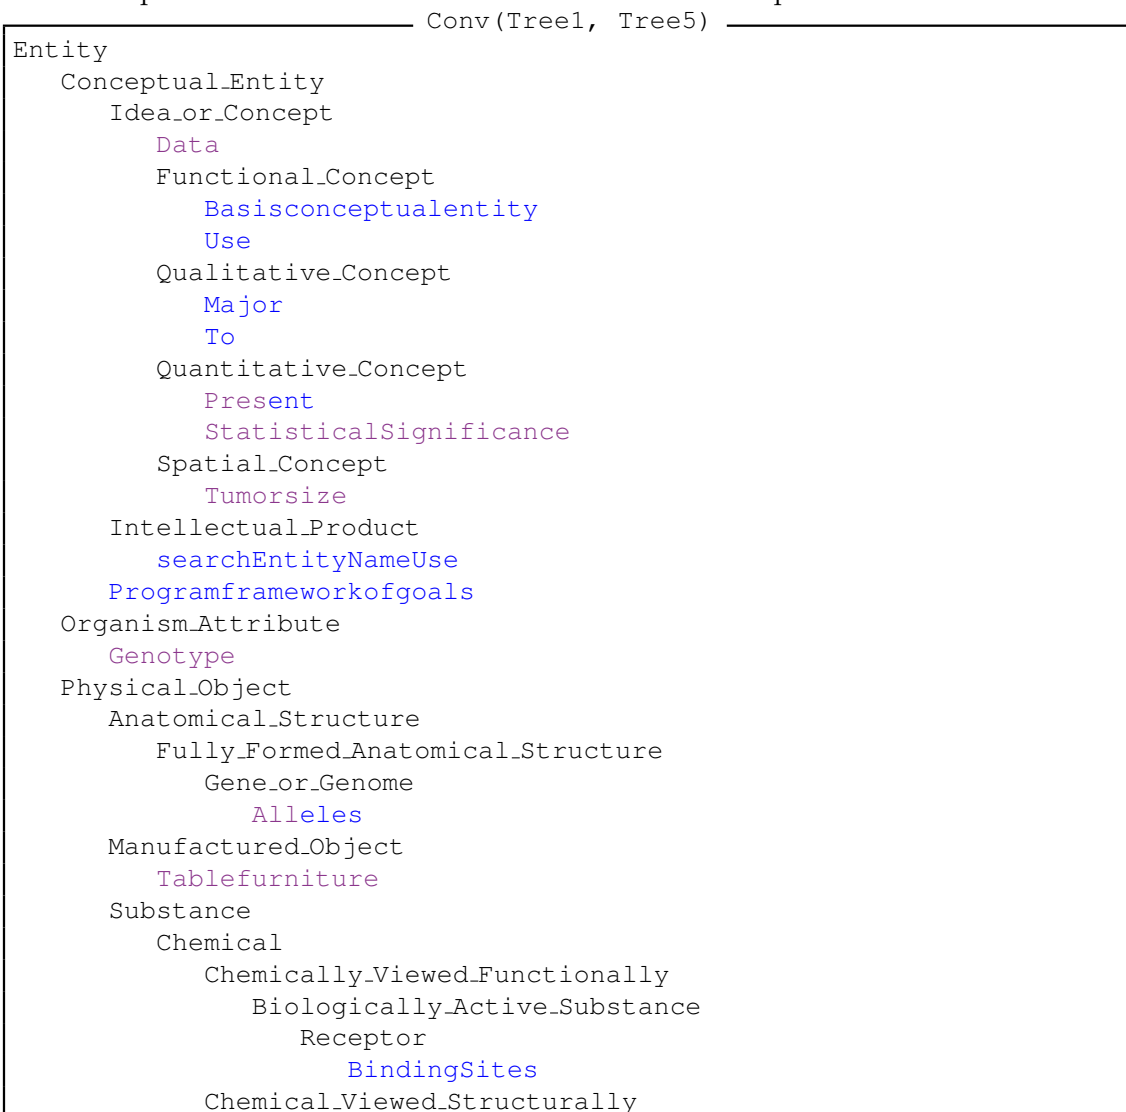 Conv(Tree1, Tree5)
Entity
Conceptual_Entity
Idea_or_Concept
Data
Functional_Concept
Basisconceptualentity
Use
Qualitative_Concept
Major
To
Quantitative_Concept
Present
StatisticalSignificance
Spatial_Concept
Tumorsize
Intellectual_Product
searchEntityNameUse
Programframeworkofgoals
Organism_Attribute
Genotype
Physical_Object
Anatomical_Structure
Fully_Formed_Anatomical_Structure
Gene_or_Genome
Alleles
Manufactured_Object
Tablefurniture
Substance
Chemical
Chemically_Viewed_Functionally
Biologically_Active_Substance
Receptor
BindingSites
Chemical_Viewed_Structurally